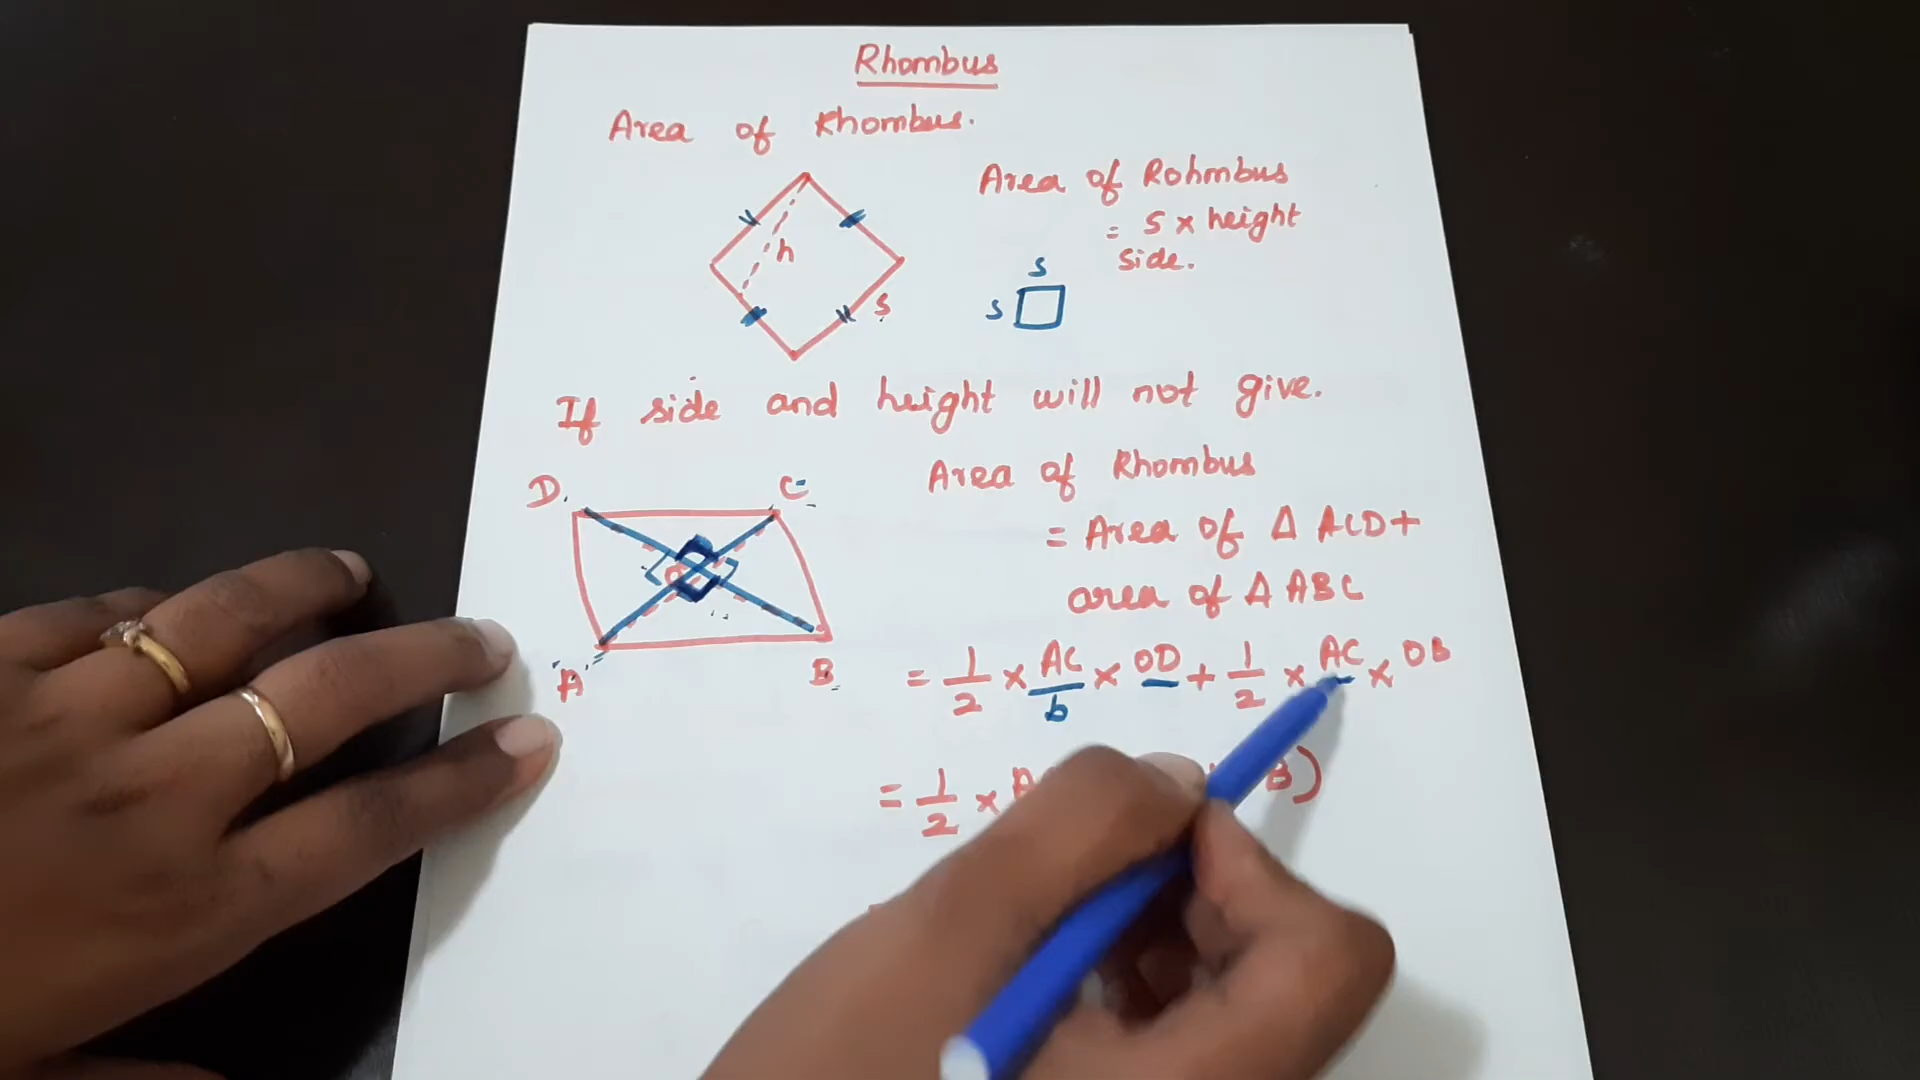 Rhombus
Area of Rhombus.
Area of Rohmbus
= S x height
side.
h
S
S
S
If side and height will not give.
D
C
A
B
Area of Rhombus
= Area of Δ ACD +
area of Δ ABC
= 1/2 x AC x OD + 1/2 x AC x OB
b
= 1/2 x B)